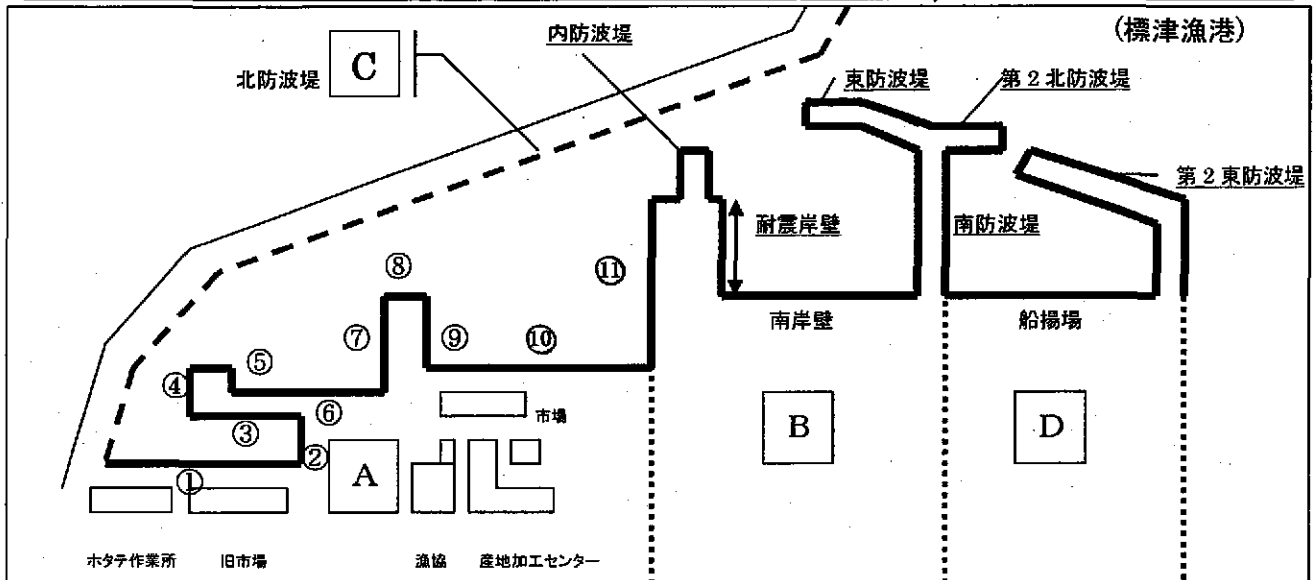 (標津漁港)
内防波堤
北防波堤
C
東防波堤
第2北防波堤
第2東防波堤
耐震岸壁
南防波堤
⑪
⑧
南岸壁
船揚場
⑦
⑨
⑩
⑤
④
⑥
市場
③
②
①
A
B
D
ホタテ作業所
旧市場
漁協
産地加工センター